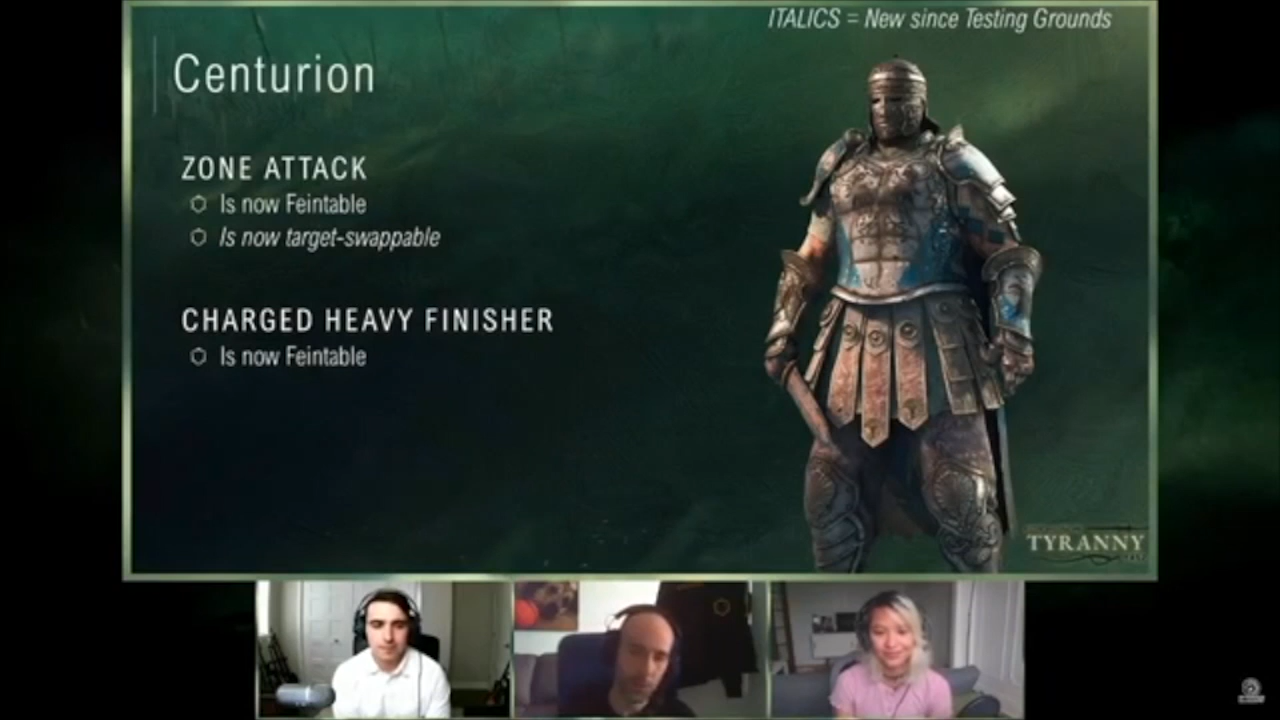 ITALICS = New since Testing Grounds
Centurion
ZONE ATTACK
Is now Feintable
Is now target-swappable
CHARGED HEAVY FINISHER
Is now Feintable
TYRANNY